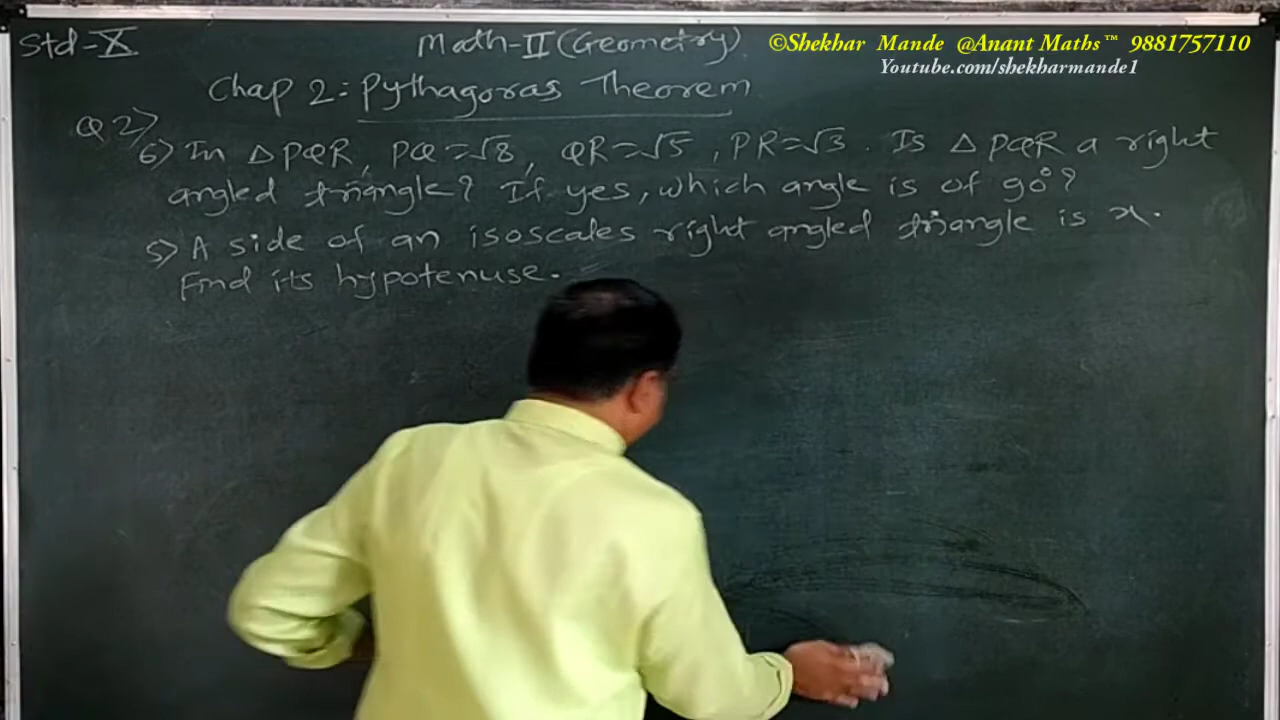 Std-X
Math-II (Geometry)
©Shekhar Mande @Anant Maths™ 9881757110
Youtube.com/shekharmande1
Chap 2: Pythagoras Theorem
Q 2>
6> In △PQR, PQ=√8, QR=√5, PR=√3. Is △PQR a right
angled triangle? If yes, which angle is of 90°?
5> A side of an isoscales right angled triangle is x.
Find its hypotenuse.